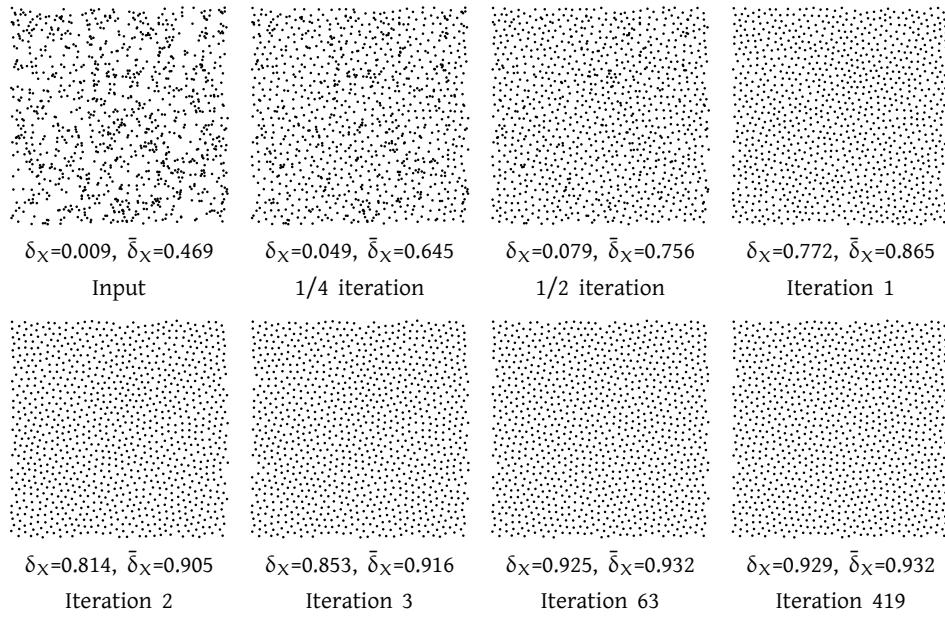 δX=0.009, δ̄X=0.469
δX=0.049, δ̄X=0.645
δX=0.079, δ̄X=0.756
δX=0.772, δ̄X=0.865
Input
1/4 iteration
1/2 iteration
Iteration 1
δX=0.814, δ̄X=0.905
δX=0.853, δ̄X=0.916
δX=0.925, δ̄X=0.932
δX=0.929, δ̄X=0.932
Iteration 2
Iteration 3
Iteration 63
Iteration 419